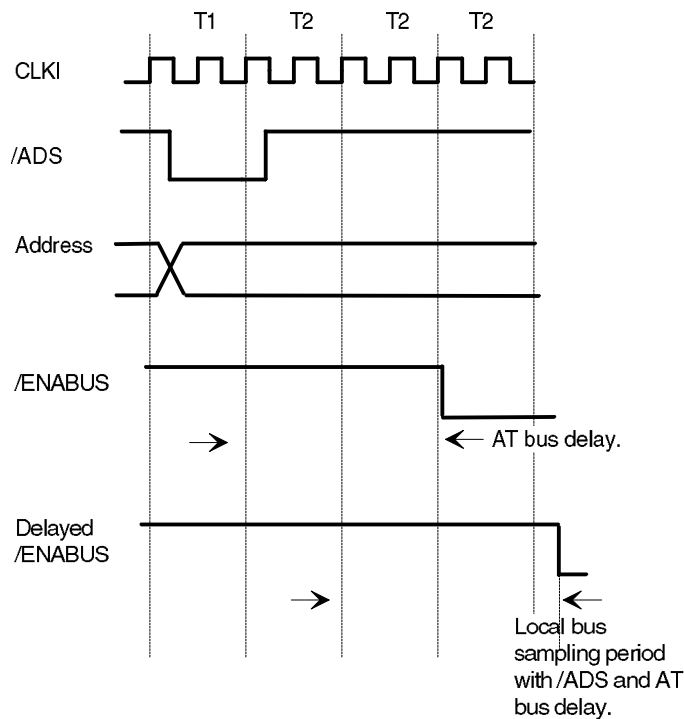 T1 T2 T2 T2
CLKI
/ADS
Address
/ENABUS
AT bus delay.
Delayed
/ENABUS
Local bus
sampling period
with /ADS and AT
bus delay.